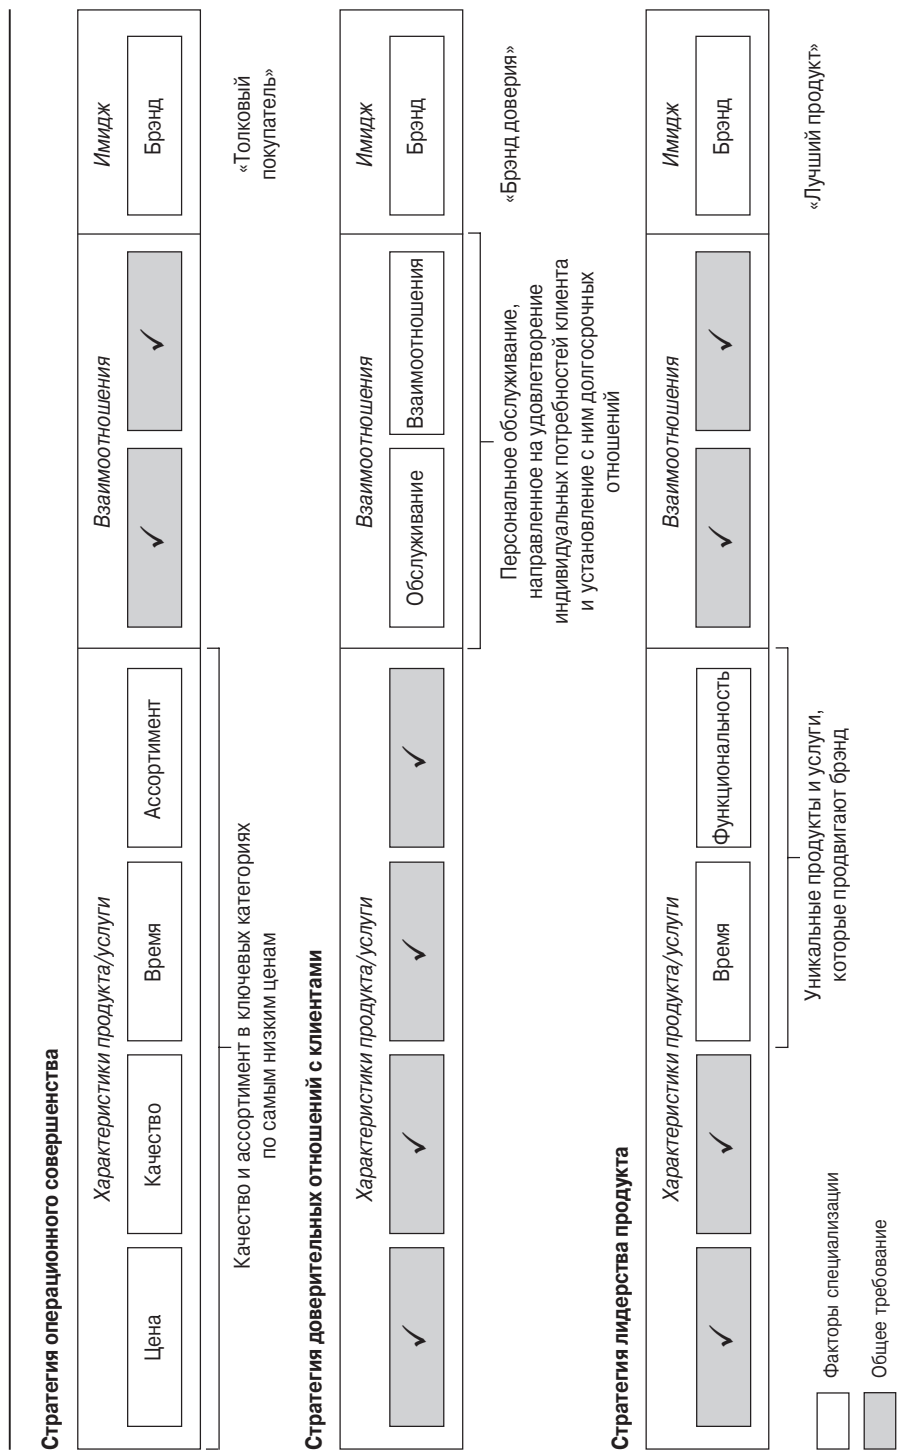 Стратегия операционного совершенства
Характеристики продукта/услуги
Взаимоотношения
Имидж
Цена
Качество
Время
Ассортимент
✓
✓
Брэнд
Качество и ассортимент в ключевых категориях
по самым низким ценам
«Толковый
покупатель»
Стратегия доверительных отношений с клиентами
Характеристики продукта/услуги
Взаимоотношения
Имидж
✓
✓
✓
✓
Обслуживание
Взаимоотношения
Брэнд
Персональное обслуживание,
направленное на удовлетворение
индивидуальных потребностей клиента
и установление с ним долгосрочных
отношений
«Брэнд доверия»
Стратегия лидерства продукта
Характеристики продукта/услуги
Взаимоотношения
Имидж
✓
✓
Время
Функциональность
✓
✓
Брэнд
Уникальные продукты и услуги,
которые продвигают брэнд
«Лучший продукт»
Факторы специализации
Общее требование